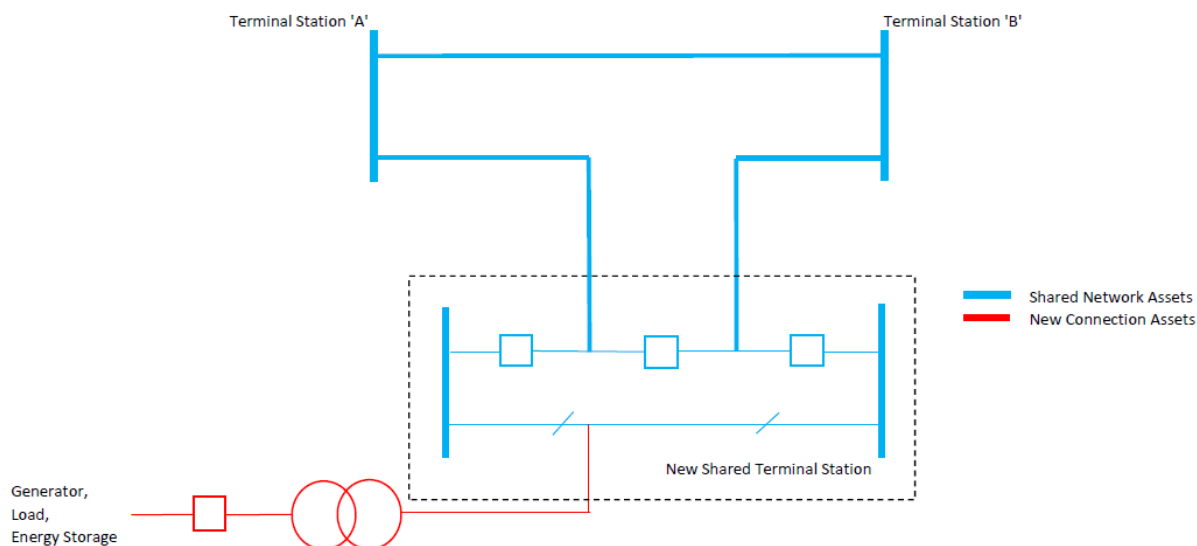 Terminal Station 'A'
Terminal Station 'B'
Shared Network Assets
New Connection Assets
New Shared Terminal Station
Generator,
Load,
Energy Storage